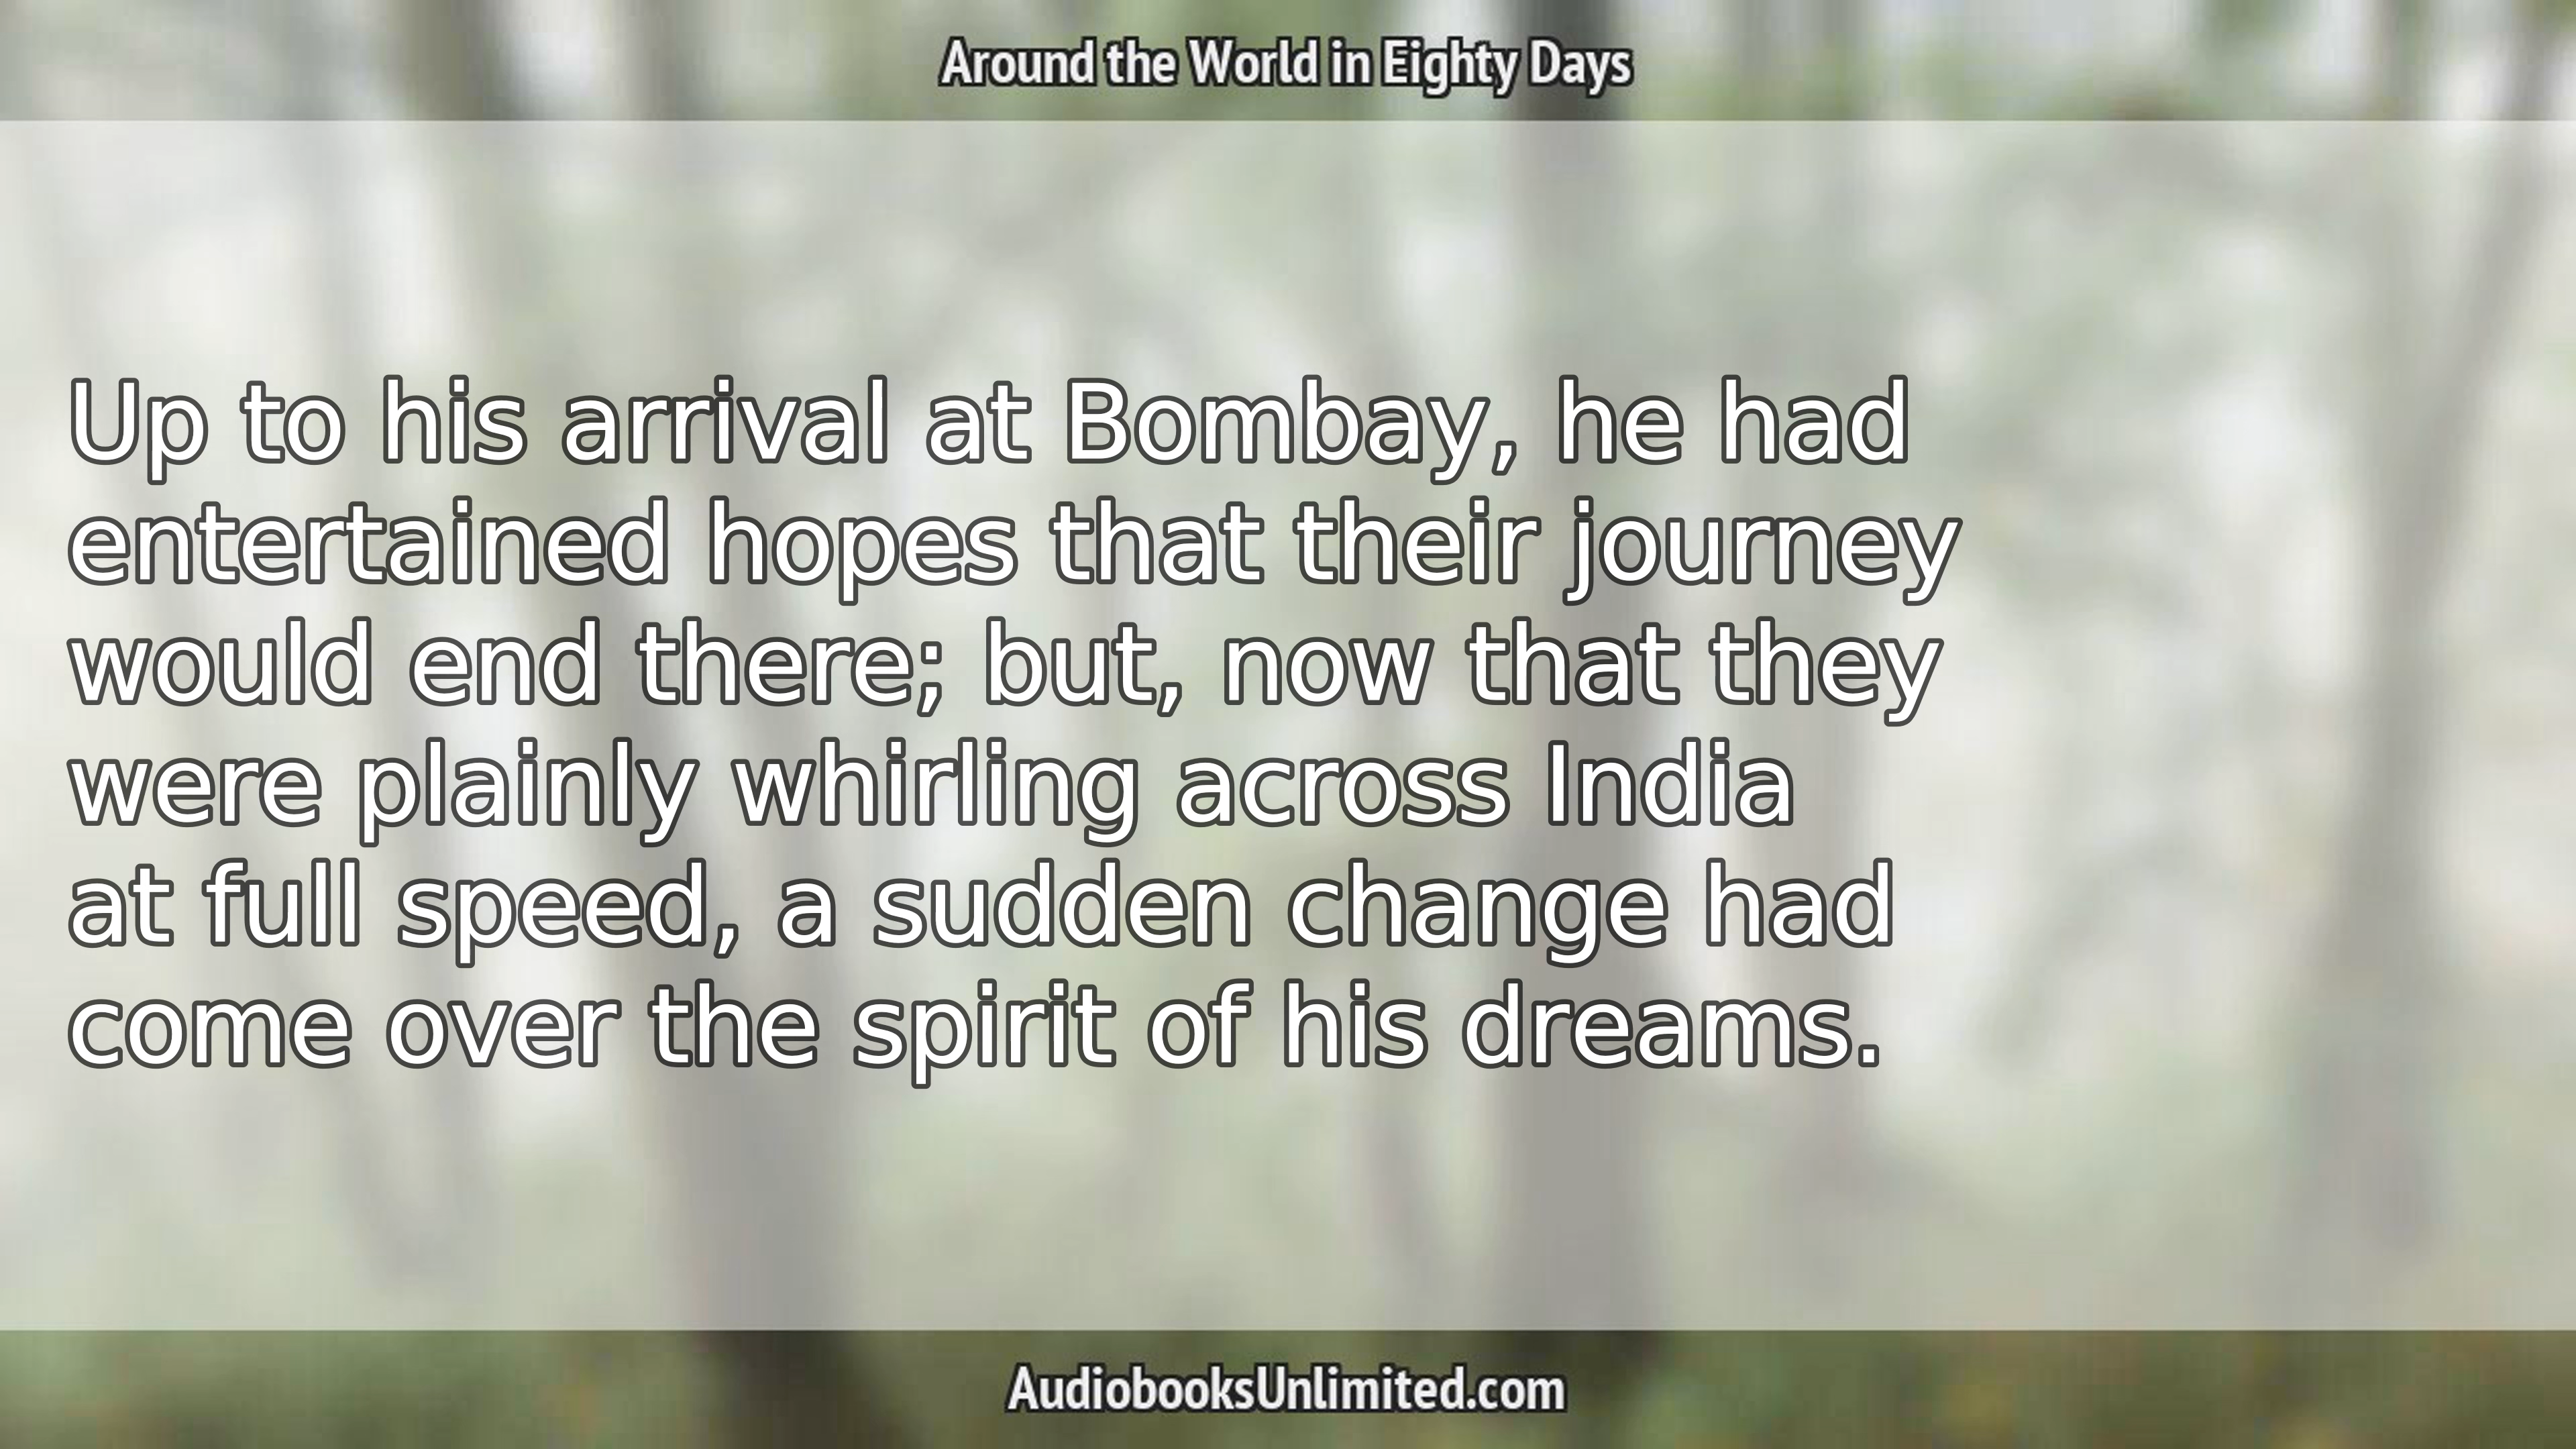 Around the World in Eighty Days
Up to his arrival at Bombay, he had
entertained hopes that their journey
would end there; but, now that they
were plainly whirling across India
at full speed, a sudden change had
come over the spirit of his dreams.
AudiobooksUnlimited.com